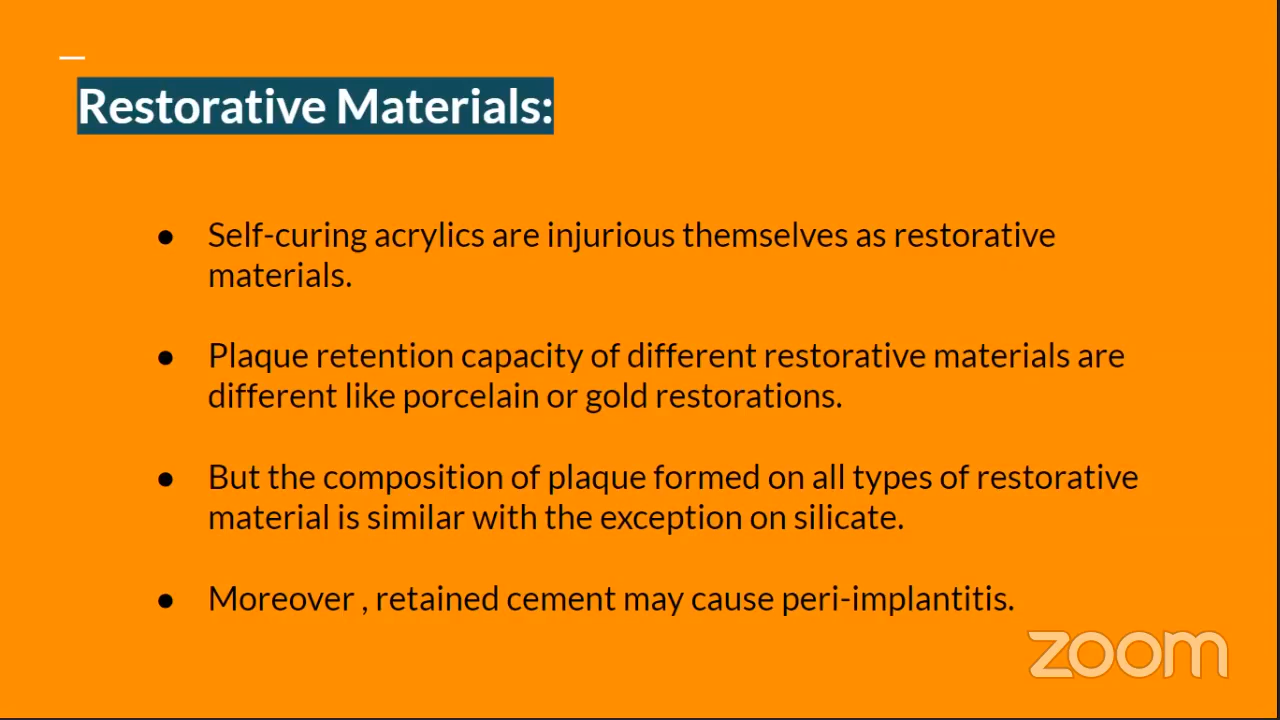 Restorative Materials:
● Self-curing acrylics are injurious themselves as restorative
materials.
● Plaque retention capacity of different restorative materials are
different like porcelain or gold restorations.
● But the composition of plaque formed on all types of restorative
material is similar with the exception on silicate.
● Moreover , retained cement may cause peri-implantitis.
zoom